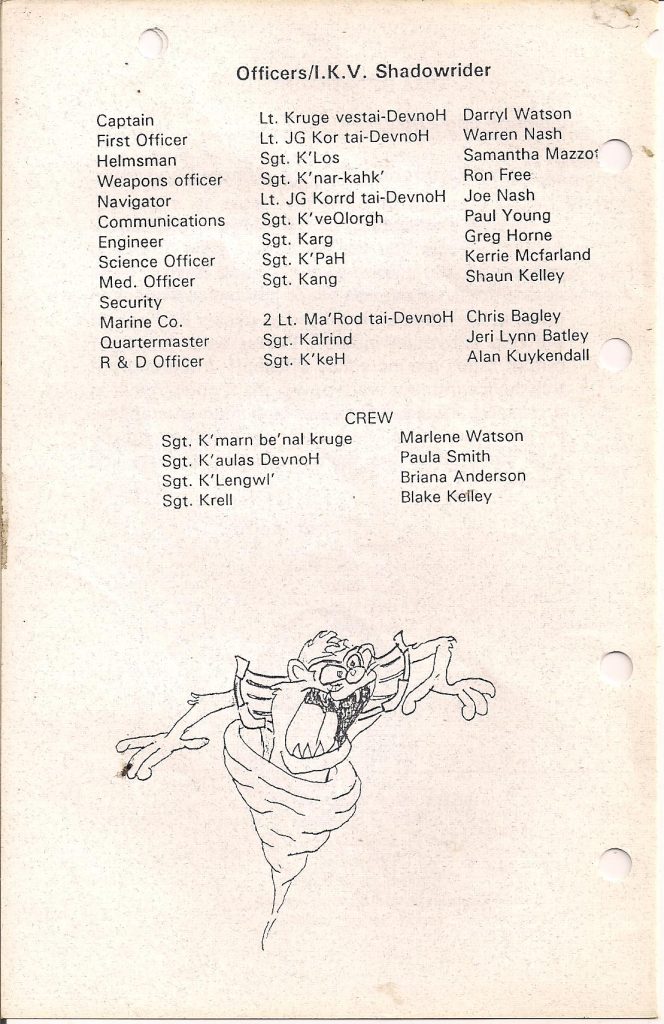 Officers/I.K.V. Shadowrider
Captain Lt. Kruge vestai-DevnoH Darryl Watson
First Officer Lt. JG Kor tai-DevnoH Warren Nash
Helmsman Sgt. K'Los Samantha
Weapons officer Sgt. K'nar-kahk' Ron Free
Navigator Lt. JG Korrd tai-DevnoH Joe Nash
Communications Sgt. K'veQlorgh Paul Young
Engineer Sgt. Karg Greg Horne
Science Officer Sgt. K'PaH Kerrie Mcfarland
Med. Officer Sgt. Kang Shaun Kelley
Security
Marine Co. 2 Lt. Ma'Rod tai-DevnoH Chris Bagley
Quartermaster Sgt. Kalrind Jeri Lynn Batley
R & D Officer Sgt. K'keH Alan Kuykendall
CREW
Sgt. K'marn be'nal kruge Marlene Watson
Sgt. K'aulas DevnoH Paula Smith
Sgt. K'Lengwl' Briana Anderson
Sgt. Krell Blake Kelley